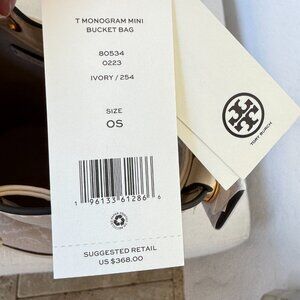 T MONOGRAM MINI
BUCKET BAG
80534
0223
IVORY / 254
SIZE
OS
1 96133 61286 6
SUGGESTED RETAIL
US $368.00
TORY BURCH